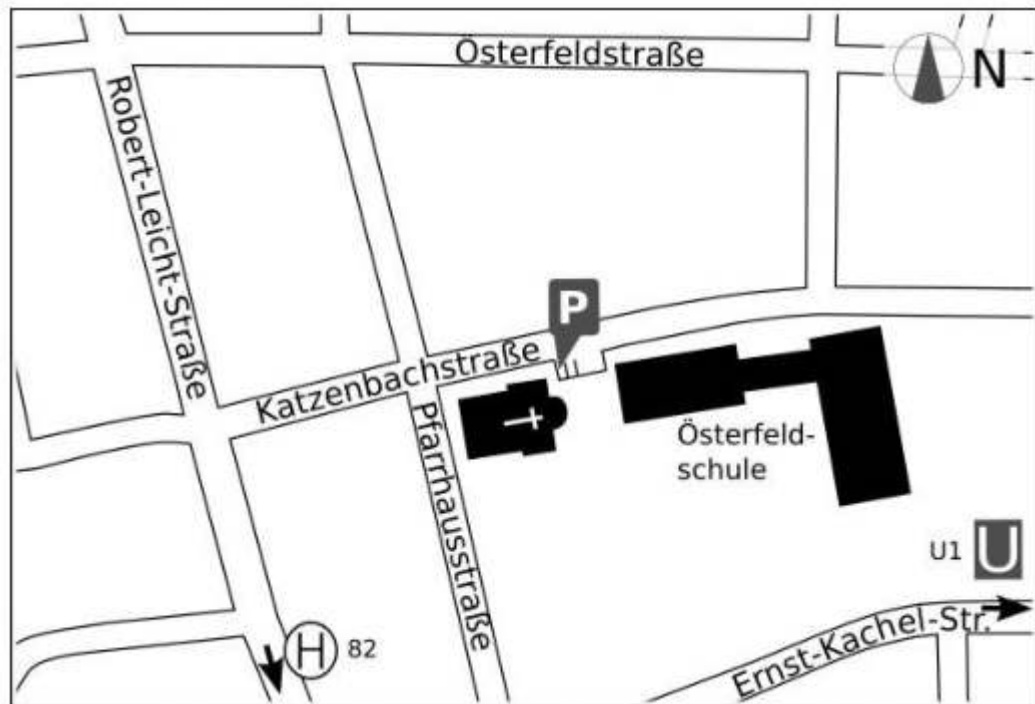 Österfeldstraße
N
Robert-Leicht-Straße
P
Katzenbachstraße
Pfarrhausstraße
Österfeld-
schule
U1 U
H 82
Ernst-Kachel-Str.